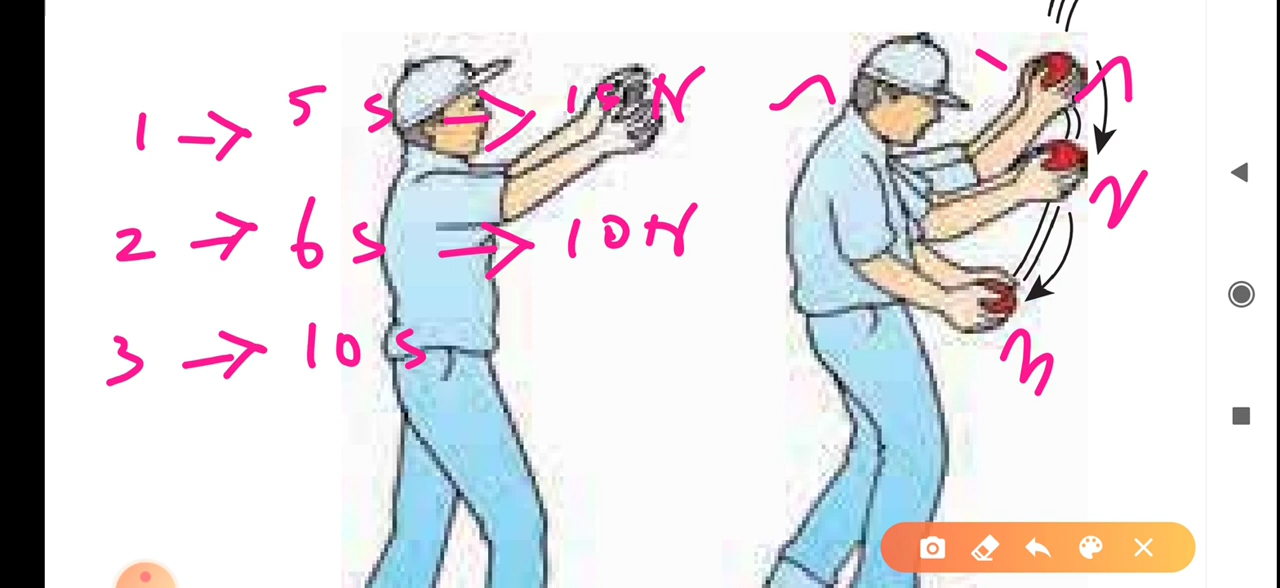 1 → 5 s → 10 N
2 → 6 s → 10 N
3 → 10 s
1
2
3